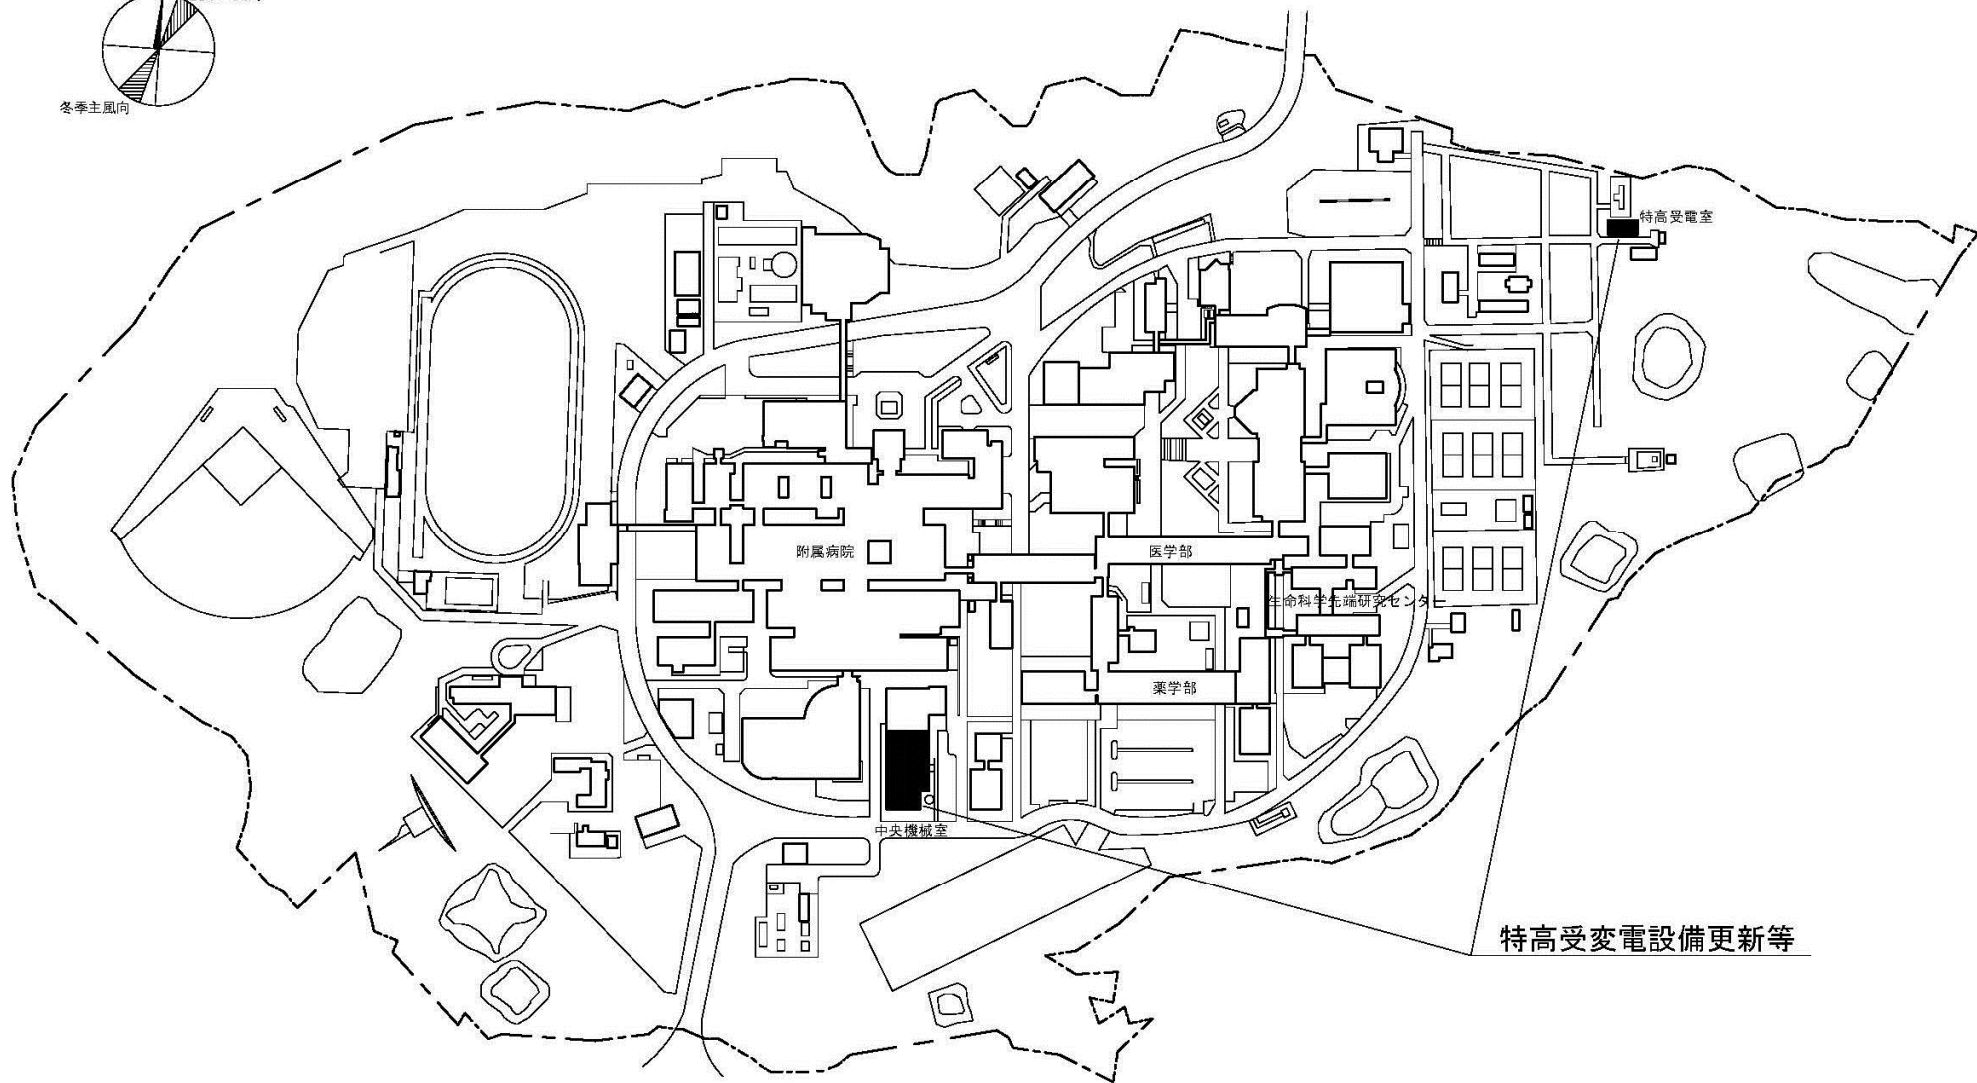 冬季主風向
特高受電室
附属病院
医学部
生命科学先端研究センター
薬学部
中央機械室
特高受変電設備更新等